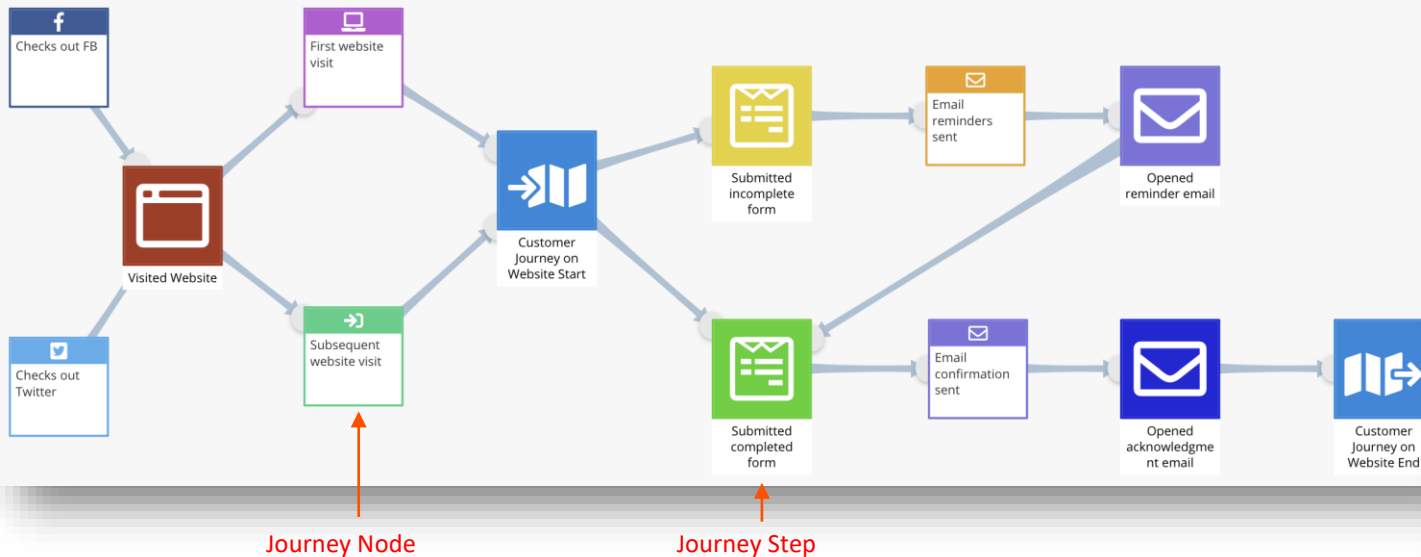 Checks out FB
First website
visit
Email
reminders
sent
Submitted
incomplete
form
Opened
reminder email
Customer
Journey on
Website Start
Visited Website
Subsequent
website visit
Checks out
Twitter
Email
confirmation
sent
Submitted
completed
form
Opened
acknowledgme
nt email
Customer
Journey on
Website End
Journey Node
Journey Step